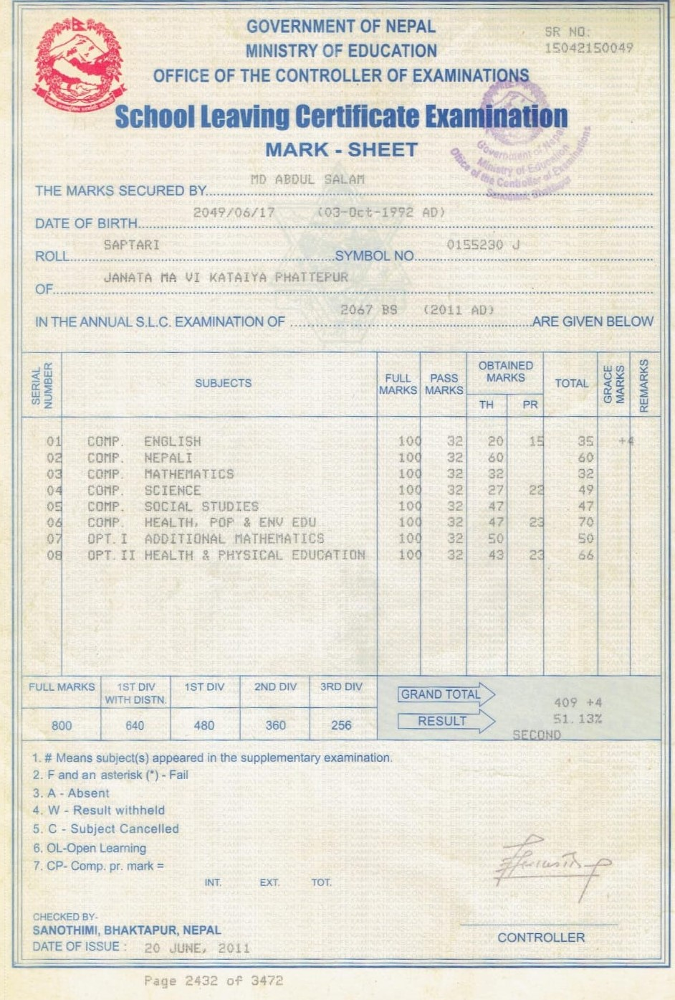 GOVERNMENT OF NEPAL
MINISTRY OF EDUCATION
OFFICE OF THE CONTROLLER OF EXAMINATIONS
SR NO:
15042150049
School Leaving Certificate Examination
MARK - SHEET
Government of Nepal
Ministry of Education
Office of the Controller of Examinations
Sanothimi, Bhaktapur
THE MARKS SECURED BY MD ABDUL SALAM
DATE OF BIRTH 2049/06/17 (03-Oct-1992 AD)
ROLL SAPTARI SYMBOL NO. 0155230 J
OF JANATA MA VI KATAIYA PHATTEPUR
IN THE ANNUAL S.L.C. EXAMINATION OF 2067 BS (2011 AD) ARE GIVEN BELOW
SERIAL NUMBER SUBJECTS FULL MARKS PASS MARKS OBTAINED MARKS TOTAL GRACE MARKS REMARKS
TH PR
01 COMP. ENGLISH 100 32 20 15 35 +4
02 COMP. NEPALI 100 32 60 60
03 COMP. MATHEMATICS 100 32 32 32
04 COMP. SCIENCE 100 32 27 22 49
05 COMP. SOCIAL STUDIES 100 32 47 47
06 COMP. HEALTH, POP & ENV EDU 100 32 47 23 70
07 OPT. I ADDITIONAL MATHEMATICS 100 32 50 50
08 OPT. II HEALTH & PHYSICAL EDUCATION 100 32 43 23 66
FULL MARKS 1ST DIV WITH DISTN. 1ST DIV 2ND DIV 3RD DIV
800 640 480 360 256
GRAND TOTAL 409 +4
51.13%
RESULT SECOND
1. # Means subject(s) appeared in the supplementary examination.
2. F and an asterisk (*) - Fail
3. A - Absent
4. W - Result withheld
5. C - Subject Cancelled
6. OL-Open Learning
7. CP- Comp. pr. mark =
INT. EXT. TOT.
CHECKED BY-
SANOTHIMI, BHAKTAPUR, NEPAL
DATE OF ISSUE : 20 JUNE, 2011
CONTROLLER
Page 2432 of 3472